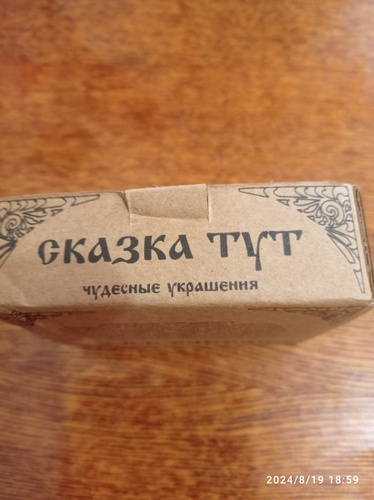 СКАЗКА ТУТ
ЧУДЕСНЫЕ УКРАШЕНИЯ
2024/8/19 18:59